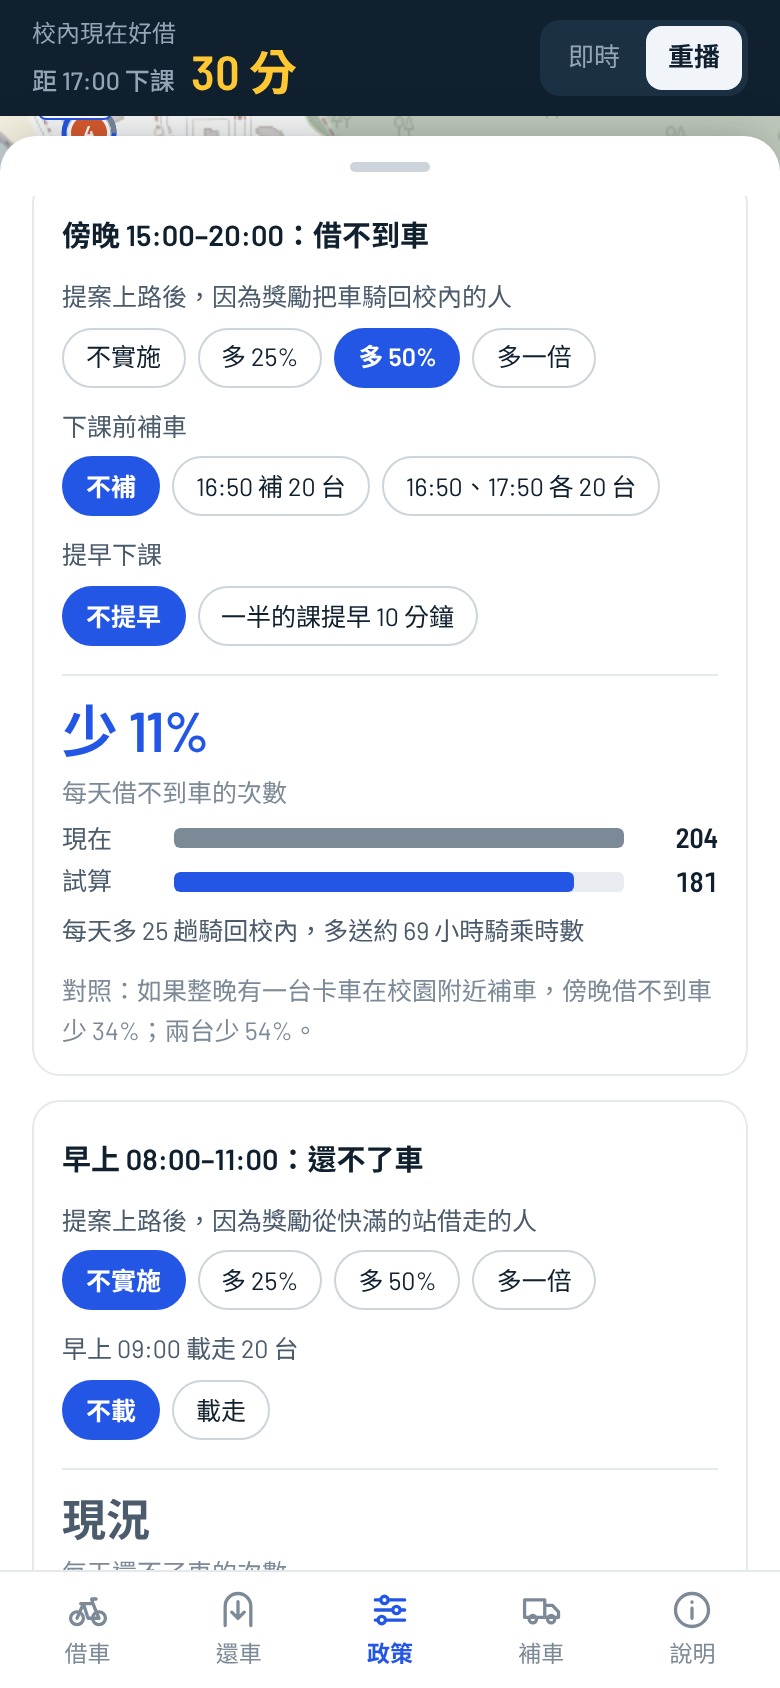 校內現在好借
距 17:00 下課 30 分
即時
重播
4
傍晚 15:00–20:00：借不到車
提案上路後，因為獎勵把車騎回校內的人
不實施
多 25%
多 50%
多一倍
下課前補車
不補
16:50 補 20 台
16:50、17:50 各 20 台
提早下課
不提早
一半的課提早 10 分鐘
少 11%
每天借不到車的次數
現在 204
試算 181
每天多 25 趟騎回校內，多送約 69 小時騎乘時數
對照：如果整晚有一台卡車在校園附近補車，傍晚借不到車
少 34%；兩台少 54%。
早上 08:00–11:00：還不了車
提案上路後，因為獎勵從快滿的站借走的人
不實施
多 25%
多 50%
多一倍
早上 09:00 載走 20 台
不載
載走
現況
每天還不了車的次數
借車
還車
政策
補車
說明